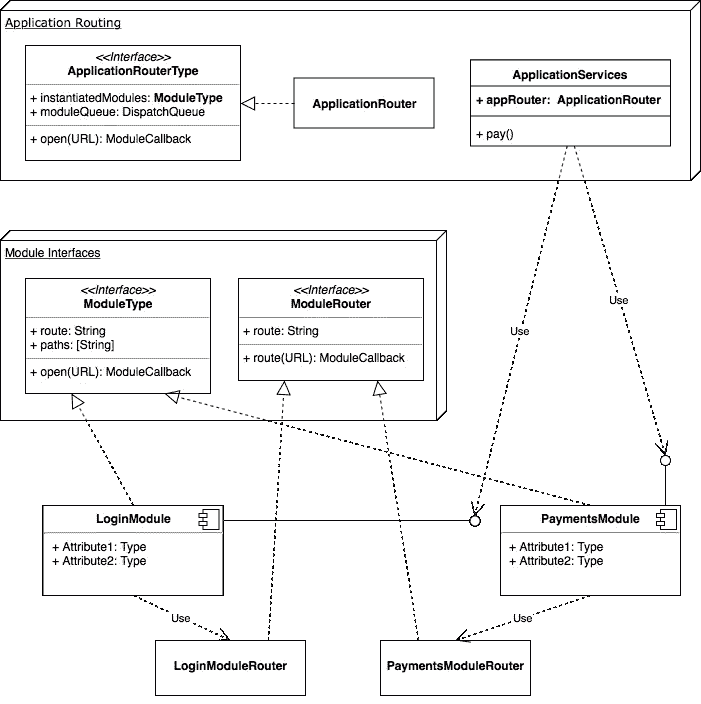 Application Routing
<<Interface>>
ApplicationRouterType
+ instantiatedModules: ModuleType
+ moduleQueue: DispatchQueue
+ open(URL): ModuleCallback
ApplicationRouter
ApplicationServices
+ appRouter: ApplicationRouter
+ pay()
Module Interfaces
<<Interface>>
ModuleType
+ route: String
+ paths: [String]
+ open(URL): ModuleCallback
<<Interface>>
ModuleRouter
+ route: String
+ route(URL): ModuleCallback
Use
Use
LoginModule
+ Attribute1: Type
+ Attribute2: Type
PaymentsModule
+ Attribute1: Type
+ Attribute2: Type
Use
Use
LoginModuleRouter
PaymentsModuleRouter